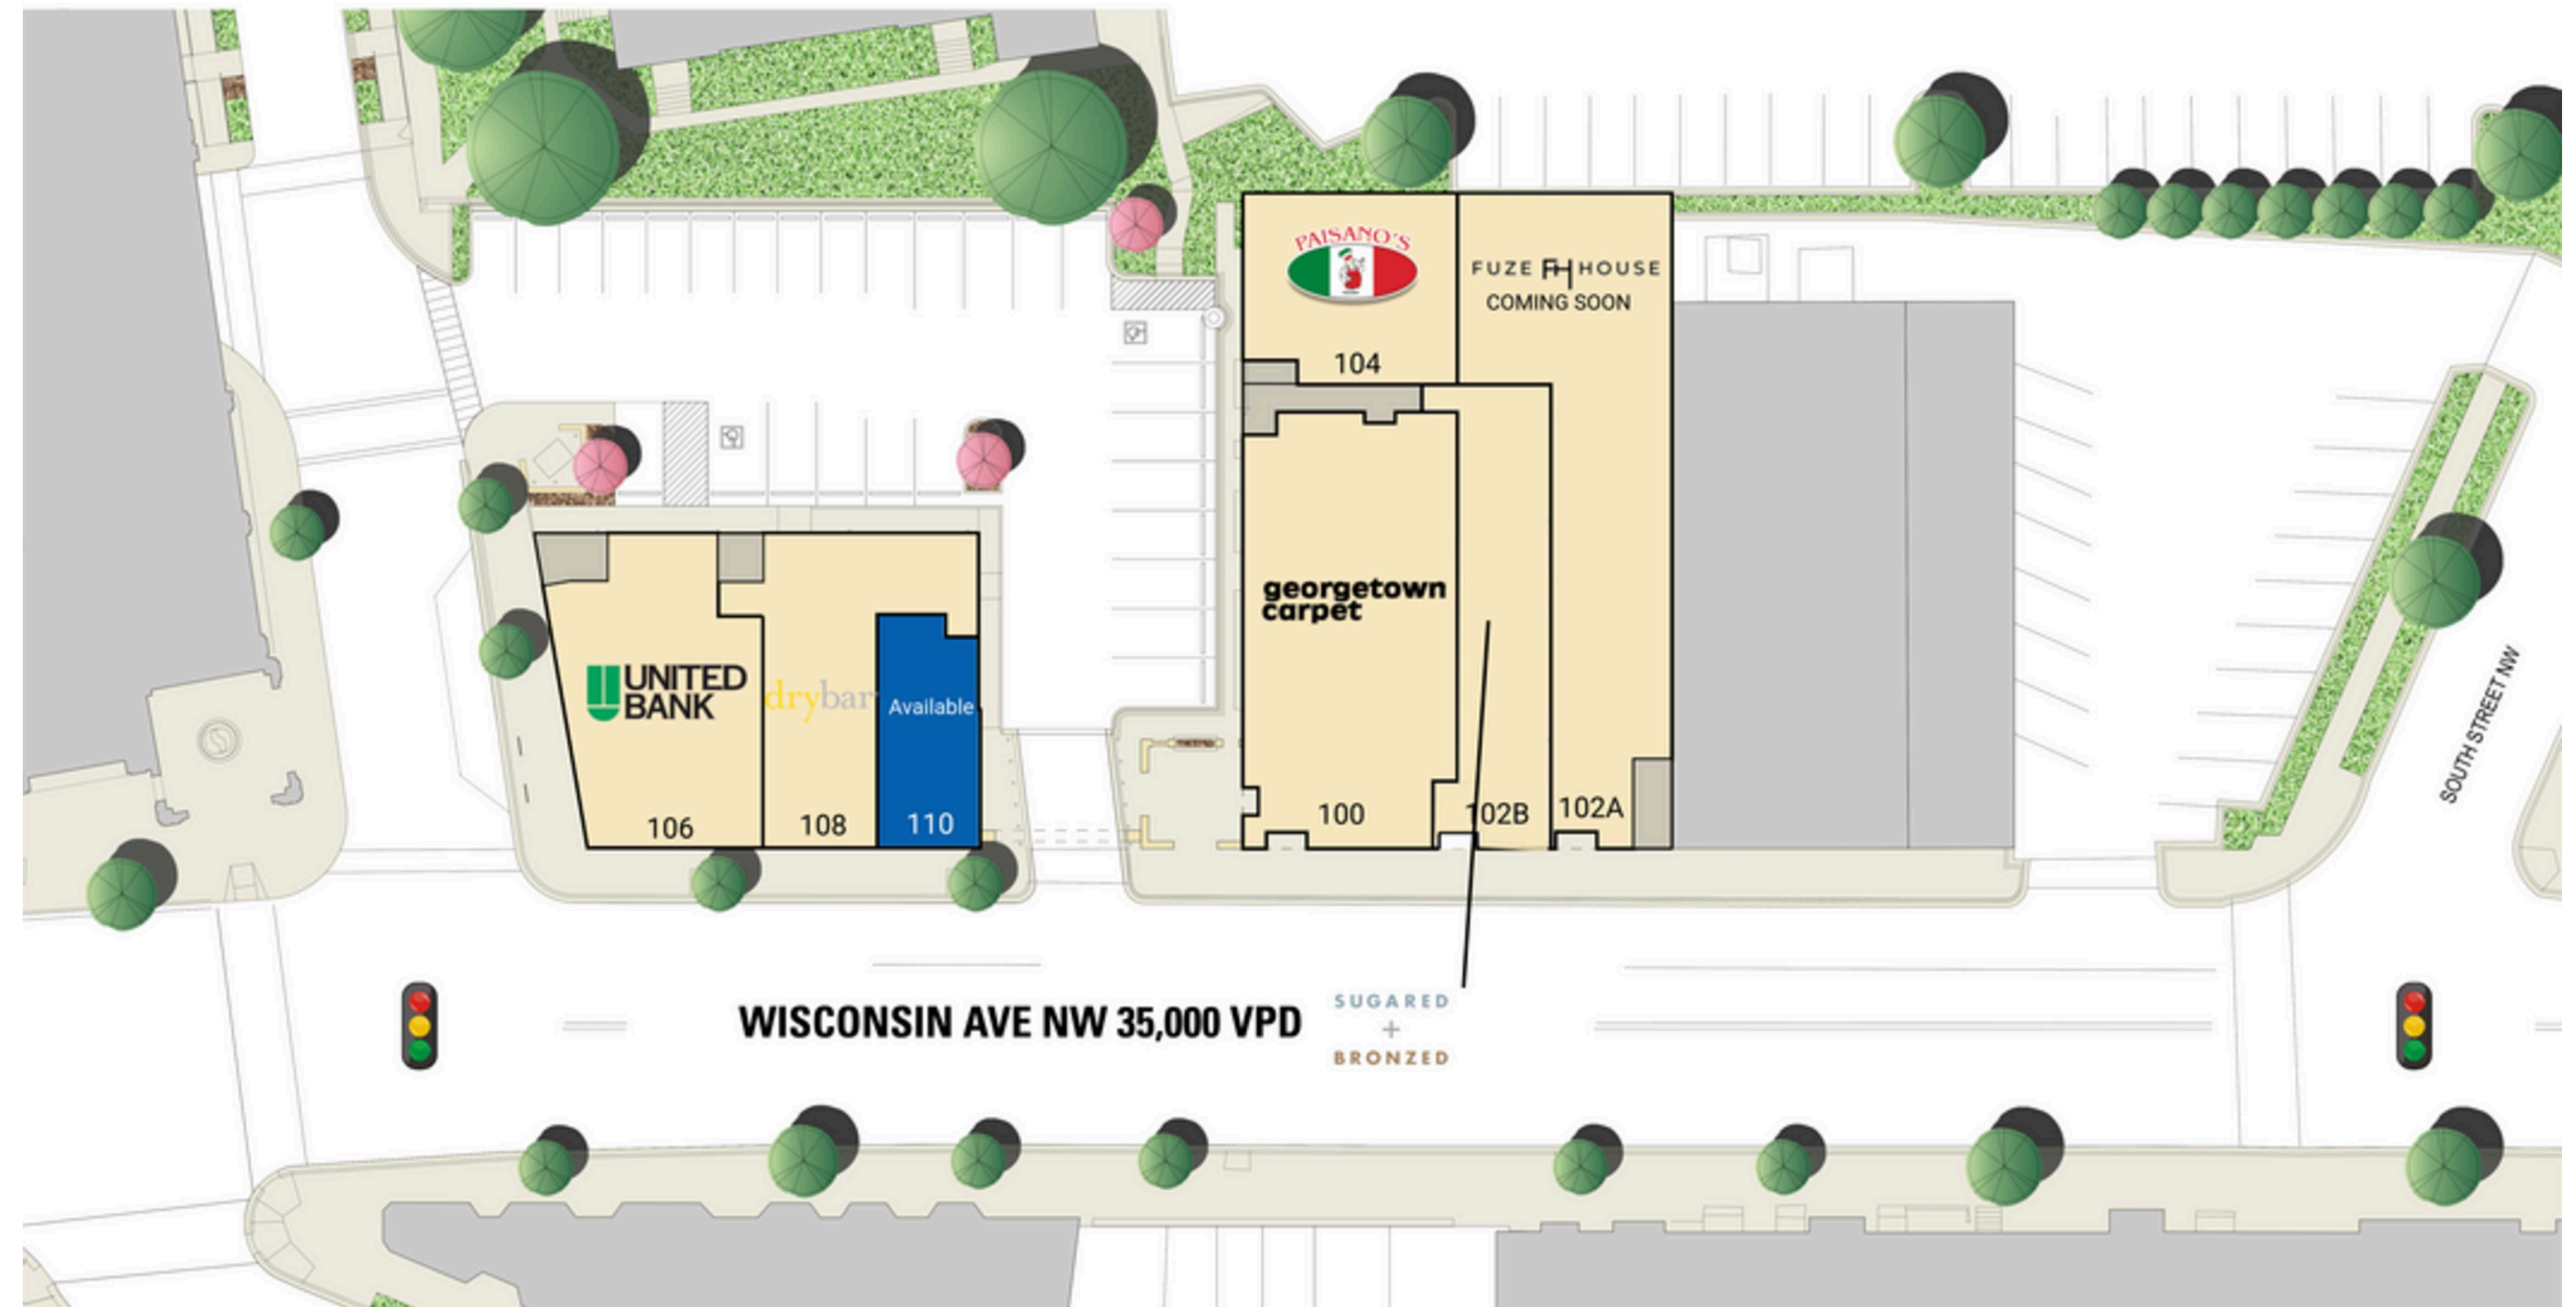 PAISANO'S
FUZE FH HOUSE
COMING SOON
104
georgetown
carpet
UNITED
BANK
drybar
Available
106
108
110
100
102B
102A
SOUTH STREET NW
WISCONSIN AVE NW 35,000 VPD
SUGARED
+
BRONZED